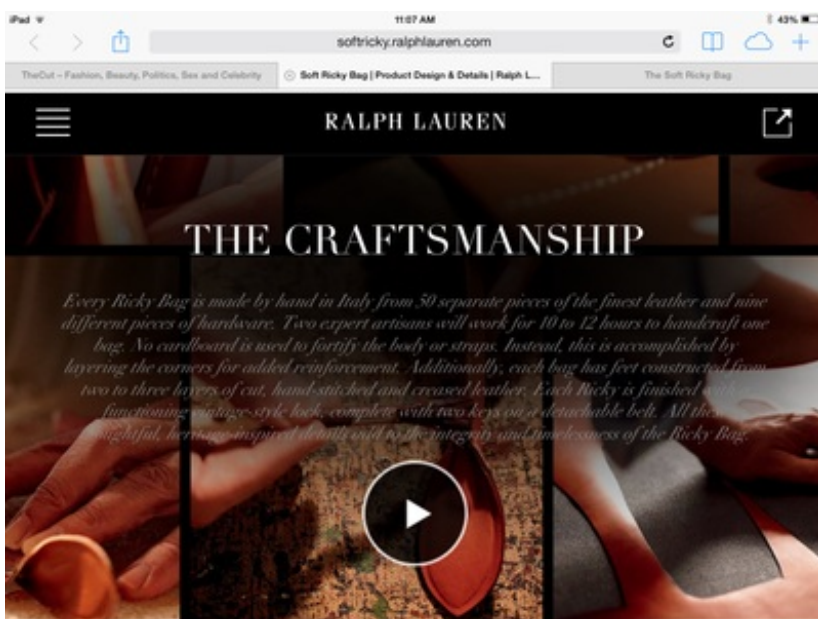 iPad
11:07 AM
43%
softricky.ralphlauren.com
TheCut – Fashion, Beauty, Politics, Sex and Celebrity
Soft Ricky Bag | Product Design & Details | Ralph L...
The Soft Ricky Bag
RALPH LAUREN
THE CRAFTSMANSHIP
Every Ricky Bag is made by hand in Italy from 50 separate pieces of the finest leather and nine
different pieces of hardware. Two expert artisans will work for 10 to 12 hours to handcraft one
bag. No cardboard is used to fortify the body or straps. Instead, this is accomplished by
layering the corners for added reinforcement. Additionally, each bag has feet constructed from
two to three layers of cut, hand-stitched and creased leather. Each Ricky is finished with a
functioning vintage-style lock, complete with two keys on a detachable belt. All these
thoughtful, heritage-inspired details add to the integrity and timelessness of the Ricky Bag.